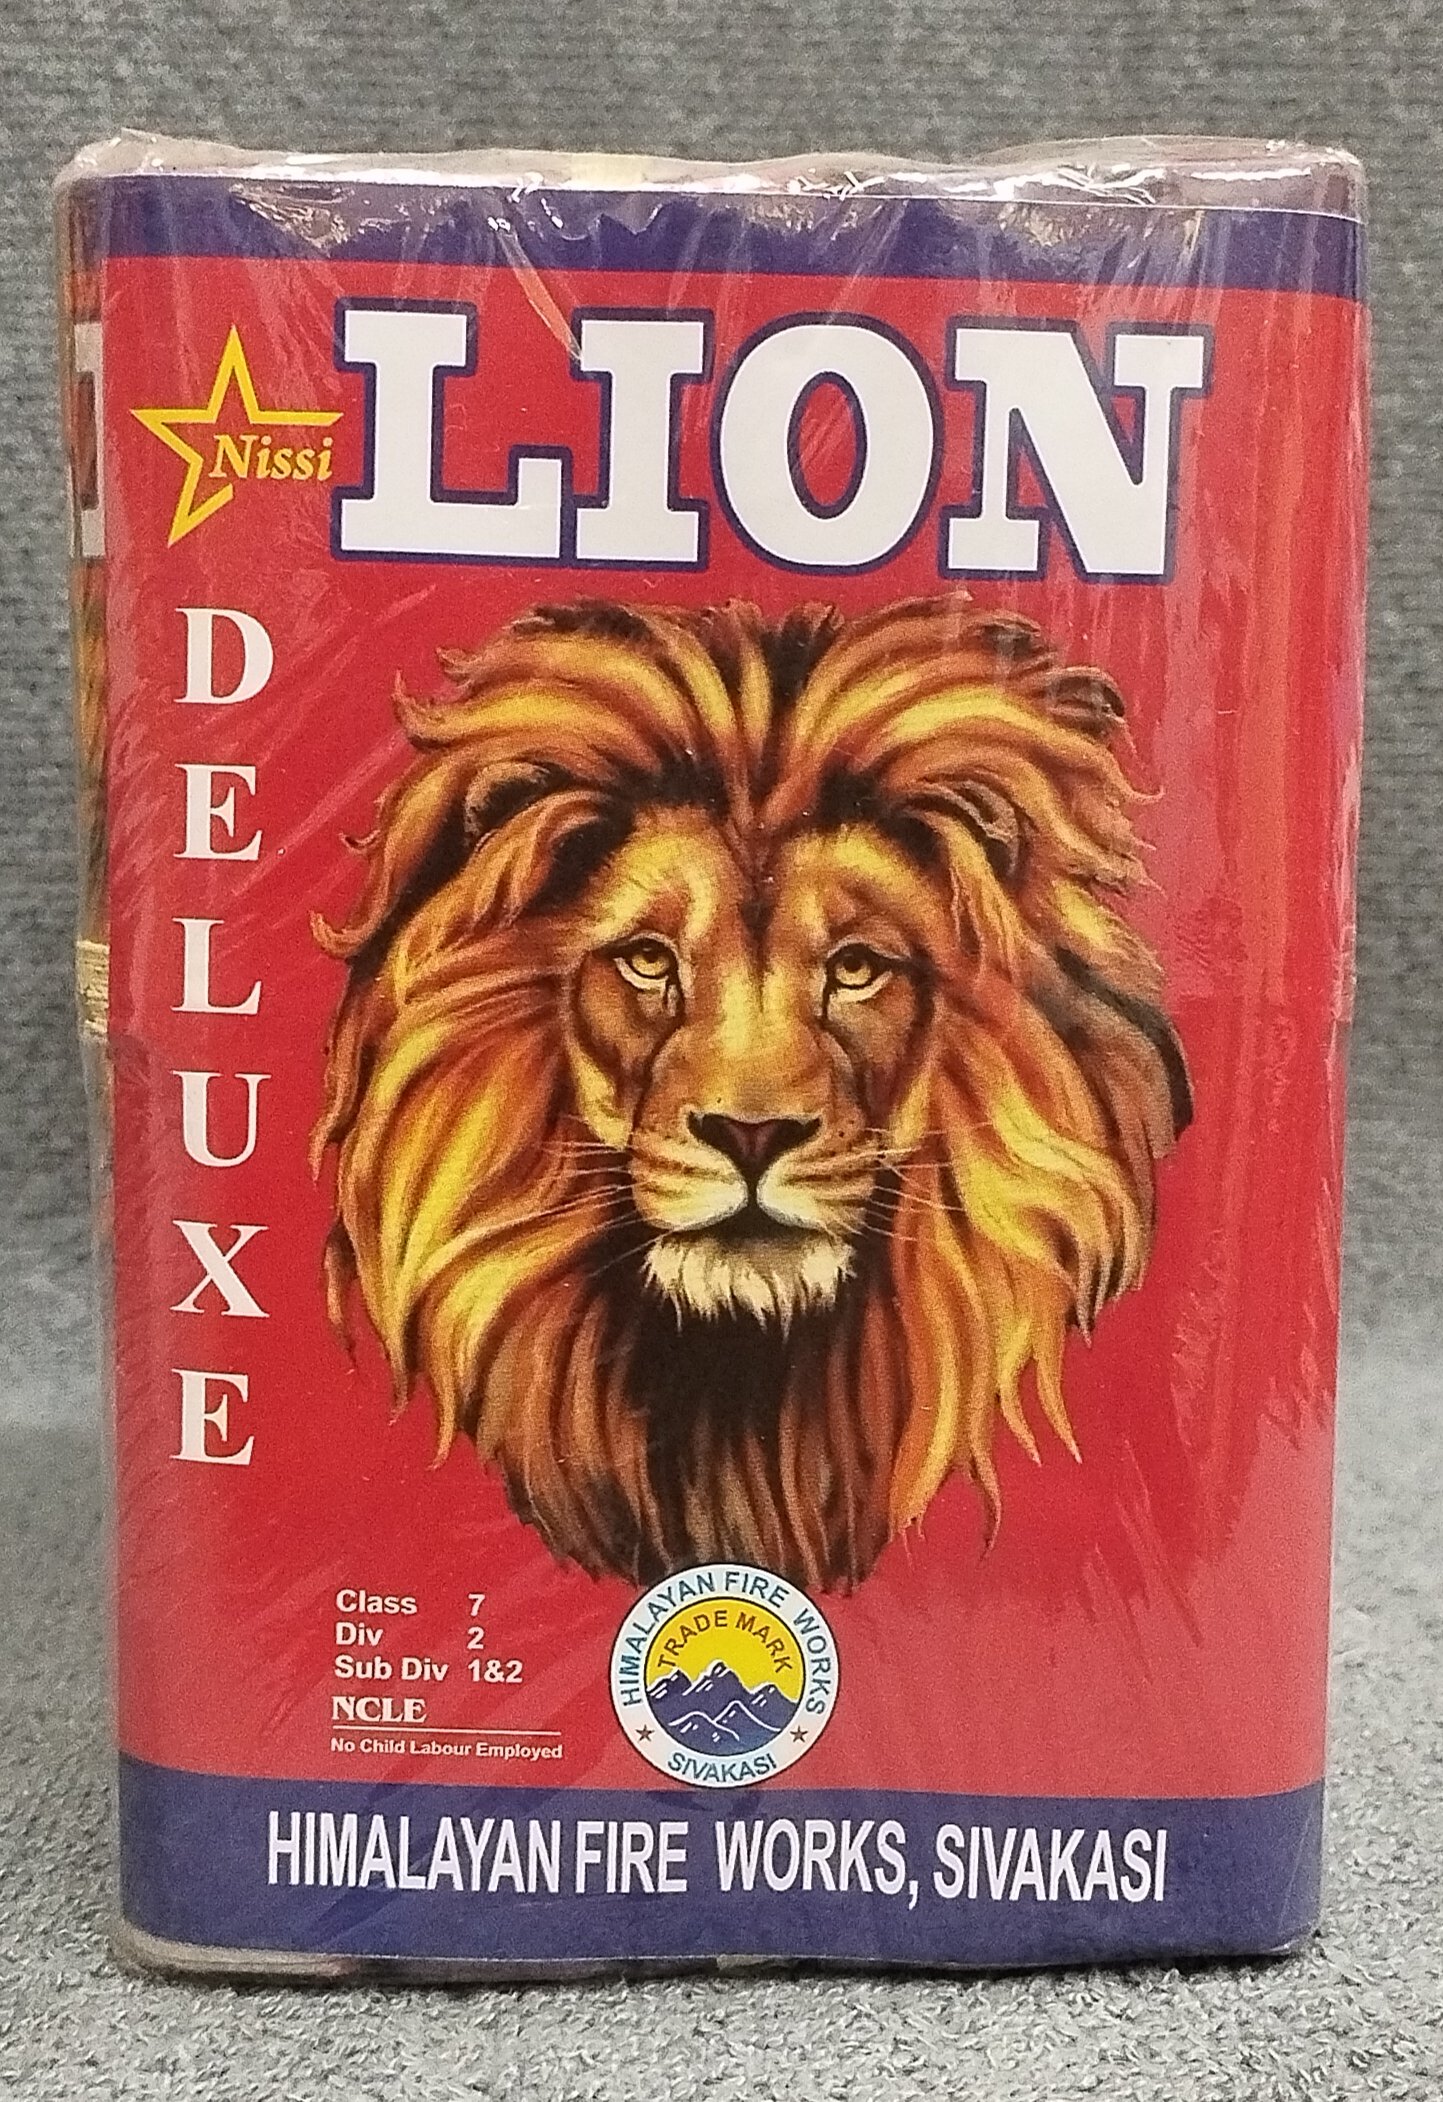 LION
Nissi
DELUXE
Class 7
Div 2
Sub Div 1&2
NCLE
No Child Labour Employed
HIMALAYAN FIRE WORKS
TRADE MARK
SIVAKASI
HIMALAYAN FIRE WORKS, SIVAKASI